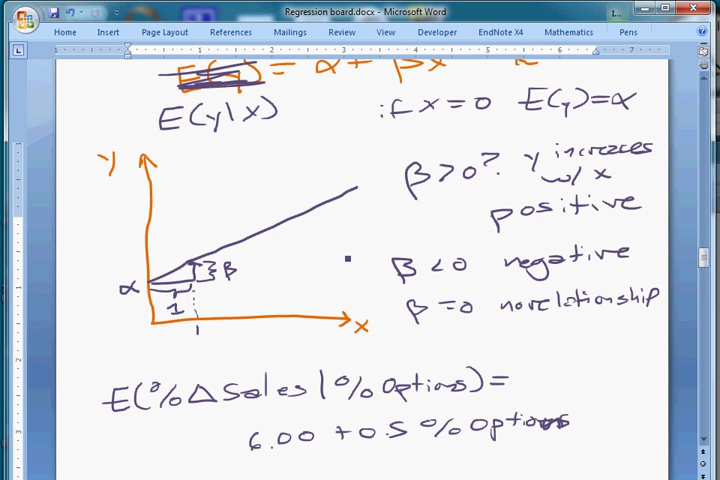 Regression board.docx - Microsoft Word
Home Insert Page Layout References Mailings Review View Developer EndNote X4 Mathematics Pens
E(y) = α + βx
E(y|x)
if x = 0 E(y) = α
y
β > 0? y increases w/ x
positive
β < 0 negative
β = 0 no relationship
α
β
1
1
x
E(%Δ Sales | % Options) =
6.00 + 0.5 % Options